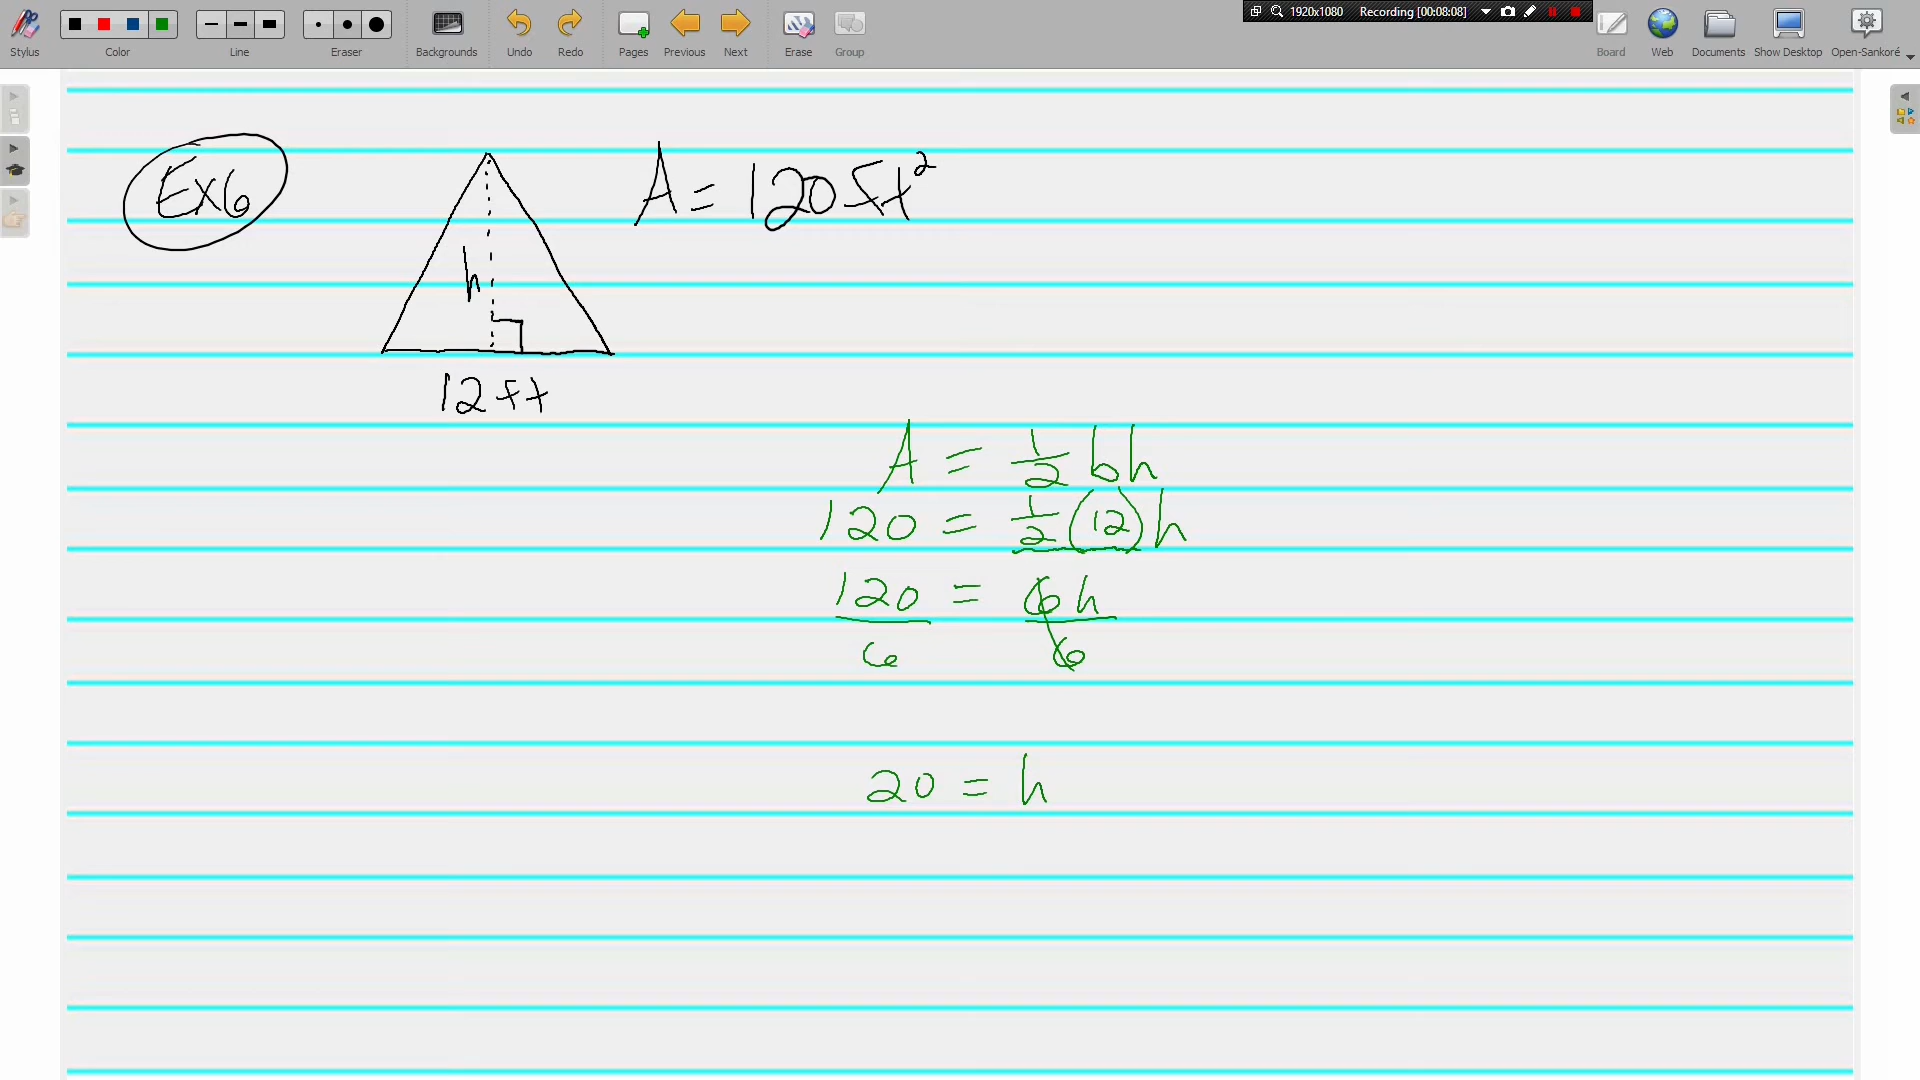 1920x1080 Recording [00:08:08]
Stylus Color Line Eraser Backgrounds Undo Redo Pages Previous Next Erase Group Board Web Documents Show Desktop Open-Sankoré
Ex6
A = 120 ft²
h
12 ft
A = 1/2 bh
120 = 1/2 (12) h
120 = 6h
6 6
20 = h